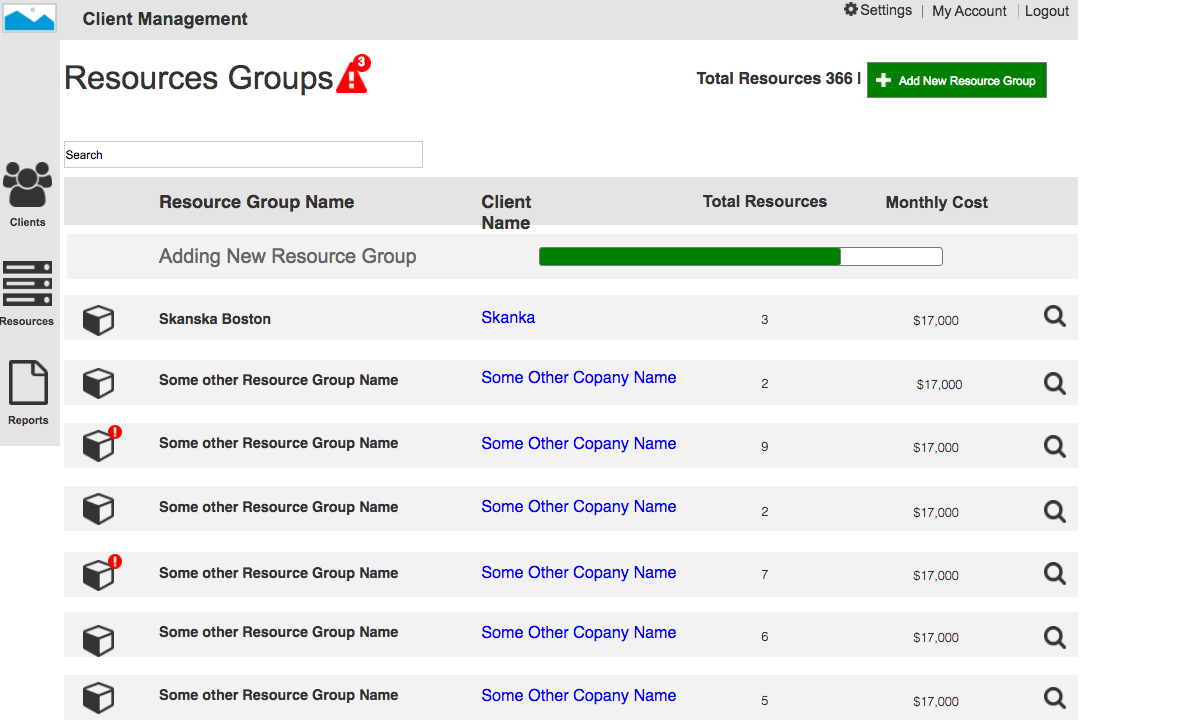 Client Management
Settings | My Account | Logout
Resources Groups
3
Total Resources 366 I
Add New Resource Group
Search
Clients
Resources
Reports
Resource Group Name
Client
Name
Total Resources
Monthly Cost
Adding New Resource Group
Skanska Boston Skanka 3 $17,000
Some other Resource Group Name Some Other Copany Name 2 $17,000
Some other Resource Group Name Some Other Copany Name 9 $17,000
Some other Resource Group Name Some Other Copany Name 2 $17,000
Some other Resource Group Name Some Other Copany Name 7 $17,000
Some other Resource Group Name Some Other Copany Name 6 $17,000
Some other Resource Group Name Some Other Copany Name 5 $17,000